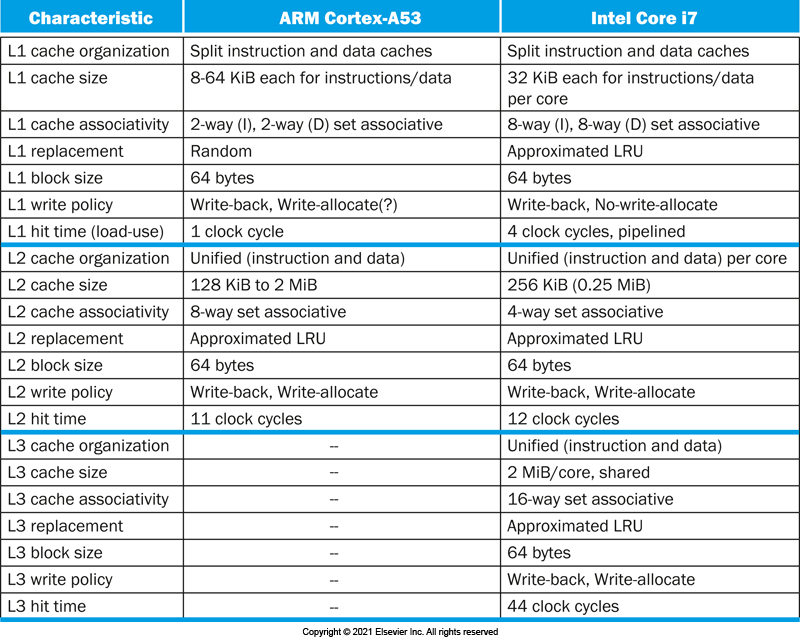 Characteristic ARM Cortex-A53 Intel Core i7
L1 cache organization Split instruction and data caches Split instruction and data caches
L1 cache size 8-64 KiB each for instructions/data 32 KiB each for instructions/data
per core
L1 cache associativity 2-way (I), 2-way (D) set associative 8-way (I), 8-way (D) set associative
L1 replacement Random Approximated LRU
L1 block size 64 bytes 64 bytes
L1 write policy Write-back, Write-allocate(?) Write-back, No-write-allocate
L1 hit time (load-use) 1 clock cycle 4 clock cycles, pipelined
L2 cache organization Unified (instruction and data) Unified (instruction and data) per core
L2 cache size 128 KiB to 2 MiB 256 KiB (0.25 MiB)
L2 cache associativity 8-way set associative 4-way set associative
L2 replacement Approximated LRU Approximated LRU
L2 block size 64 bytes 64 bytes
L2 write policy Write-back, Write-allocate Write-back, Write-allocate
L2 hit time 11 clock cycles 12 clock cycles
L3 cache organization -- Unified (instruction and data)
L3 cache size -- 2 MiB/core, shared
L3 cache associativity -- 16-way set associative
L3 replacement -- Approximated LRU
L3 block size -- 64 bytes
L3 write policy -- Write-back, Write-allocate
L3 hit time -- 44 clock cycles
Copyright © 2021 Elsevier Inc. All rights reserved